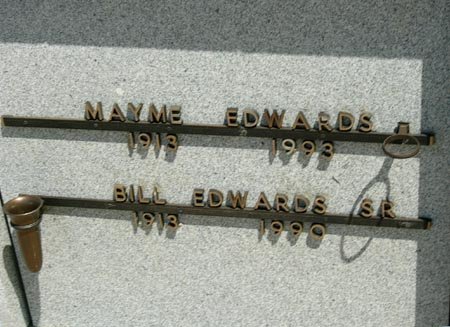 MAYME EDWARDS
1913 1993
BILL EDWARDS SR
1913 1990